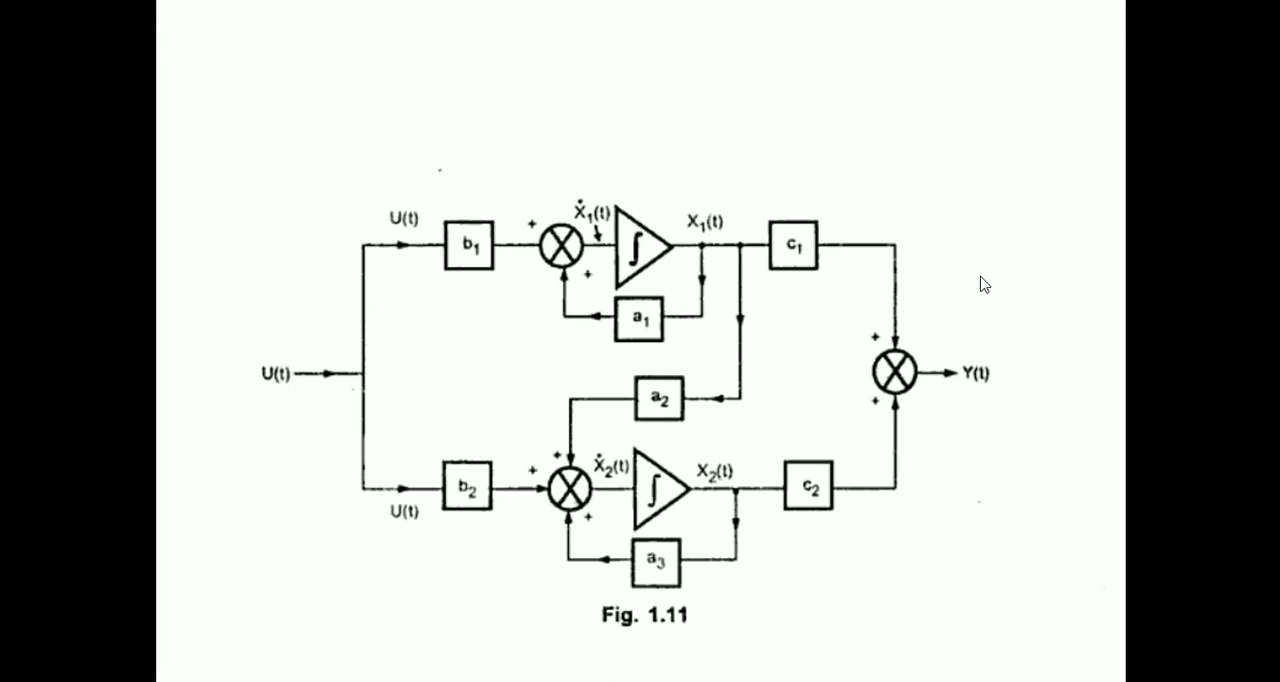 U(t)
b1
+
Ẋ1(t)
∫
X1(t)
c1
+
a1
+
U(t)
Y(t)
a2
+
+
b2
+
Ẋ2(t)
∫
X2(t)
c2
U(t)
+
a3
Fig. 1.11